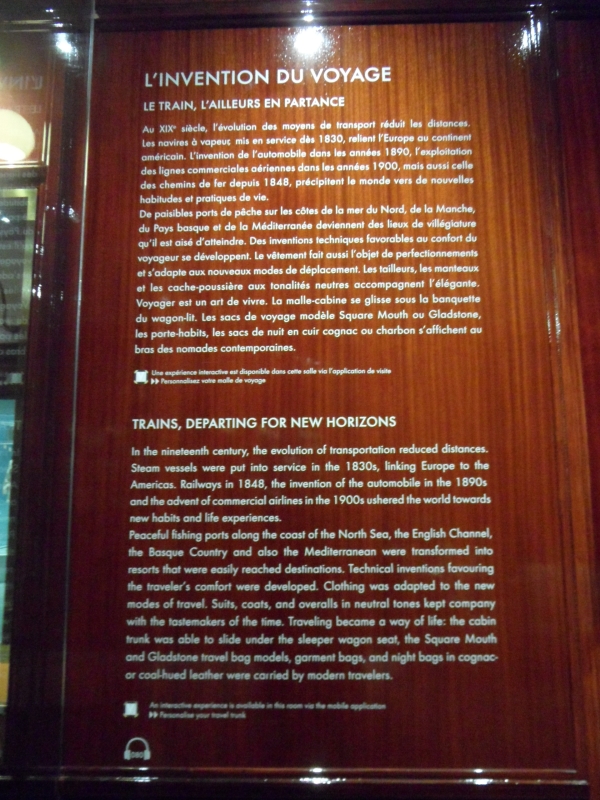 L'INVENTION DU VOYAGE
LE TRAIN, L'AILLEURS EN PARTANCE
Au XIXe siècle, l'évolution des moyens de transport réduit les distances.
Les navires à vapeur, mis en service dès 1830, relient l'Europe au continent
américain. L'invention de l'automobile dans les années 1890, l'exploitation
des lignes commerciales aériennes dans les années 1900, mais aussi celle
des chemins de fer depuis 1848, précipitent le monde vers de nouvelles
habitudes et pratiques de vie.
De paisibles ports de pêche sur les côtes de la mer du Nord, de la Manche,
du Pays basque et de la Méditerranée deviennent des lieux de villégiature
qu'il est aisé d'atteindre. Des inventions techniques favorables au confort du
voyageur se développent. Le vêtement fait aussi l'objet de perfectionnements
et s'adapte aux nouveaux modes de déplacement. Les tailleurs, les manteaux
et les cache-poussière aux tonalités neutres accompagnent l'élégante.
Voyager est un art de vivre. La malle-cabine se glisse sous la banquette
du wagon-lit. Les sacs de voyage modèle Square Mouth ou Gladstone,
les porte-habits, les sacs de nuit en cuir cognac ou charbon s'affichent au
bras des nomades contemporaines.
Une expérience interactive est disponible dans cette salle via l'application de visite
Personnalisez votre malle de voyage
TRAINS, DEPARTING FOR NEW HORIZONS
In the nineteenth century, the evolution of transportation reduced distances.
Steam vessels were put into service in the 1830s, linking Europe to the
Americas. Railways in 1848, the invention of the automobile in the 1890s
and the advent of commercial airlines in the 1900s ushered the world towards
new habits and life experiences.
Peaceful fishing ports along the coast of the North Sea, the English Channel,
the Basque Country and also the Mediterranean were transformed into
resorts that were easily reached destinations. Technical inventions favouring
the traveler's comfort were developed. Clothing was adapted to the new
modes of travel. Suits, coats, and overalls in neutral tones kept company
with the tastemakers of the time. Traveling became a way of life: the cabin
trunk was able to slide under the sleeper wagon seat, the Square Mouth
and Gladstone travel bag models, garment bags, and night bags in cognac-
or coal-hued leather were carried by modern travelers.
An interactive experience is available in this room via the mobile application
Personalise your travel trunk